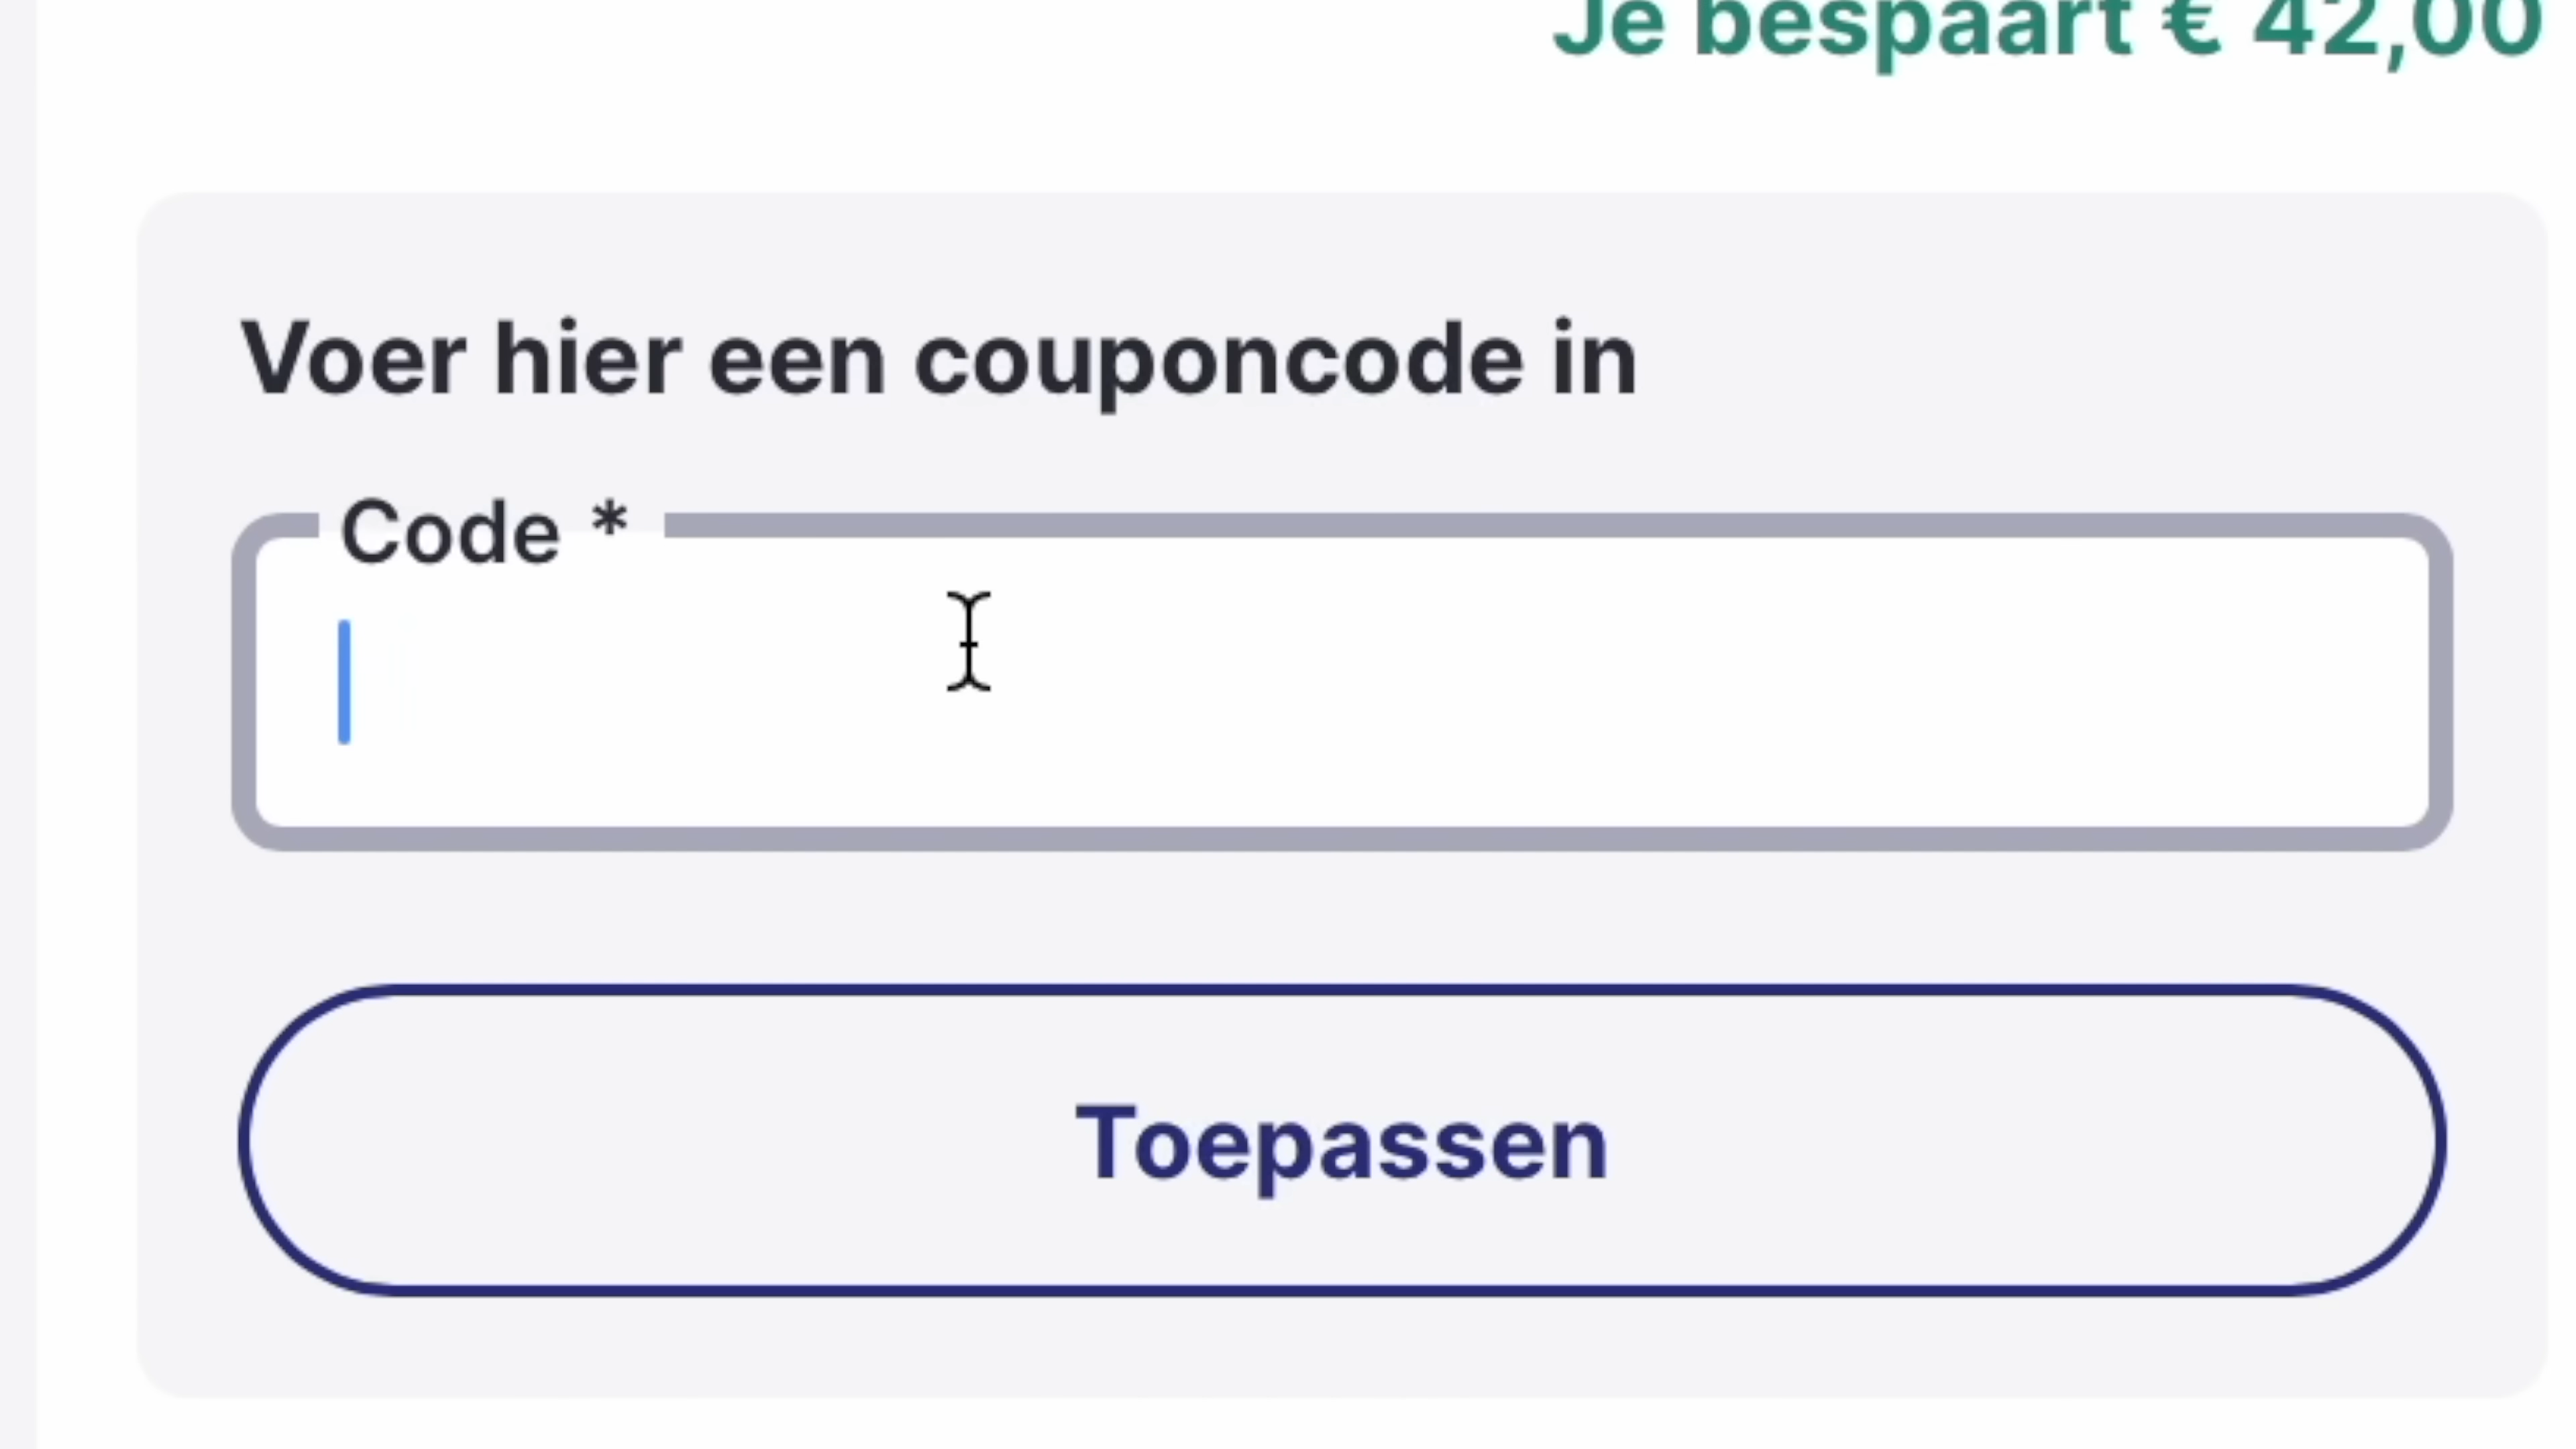 Je bespaart € 42,00
Voer hier een couponcode in
Code *
Toepassen